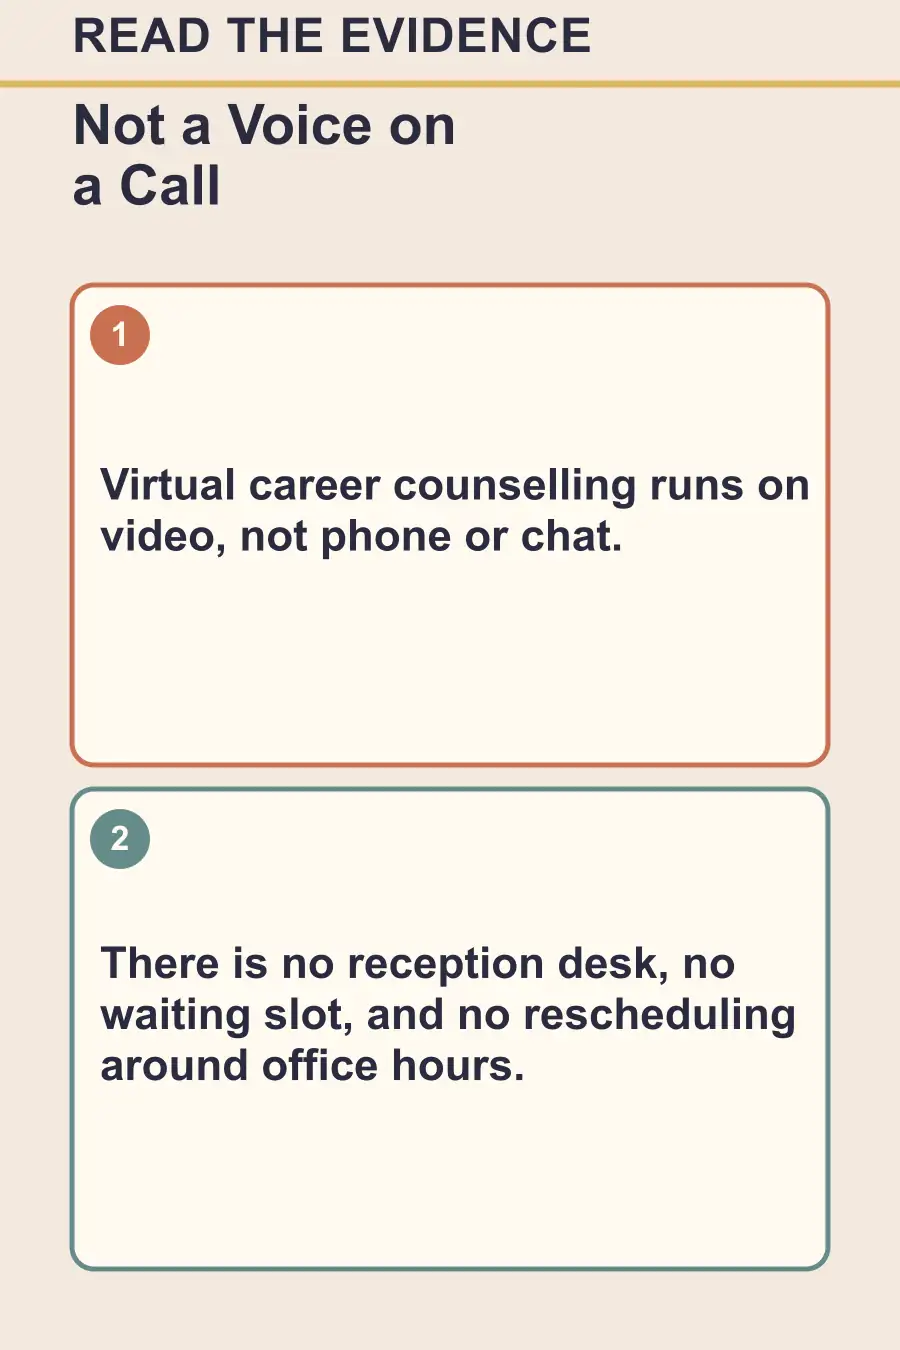 READ THE EVIDENCE
Not a Voice on
a Call
1
Virtual career counselling runs on
video, not phone or chat.
2
There is no reception desk, no
waiting slot, and no rescheduling
around office hours.